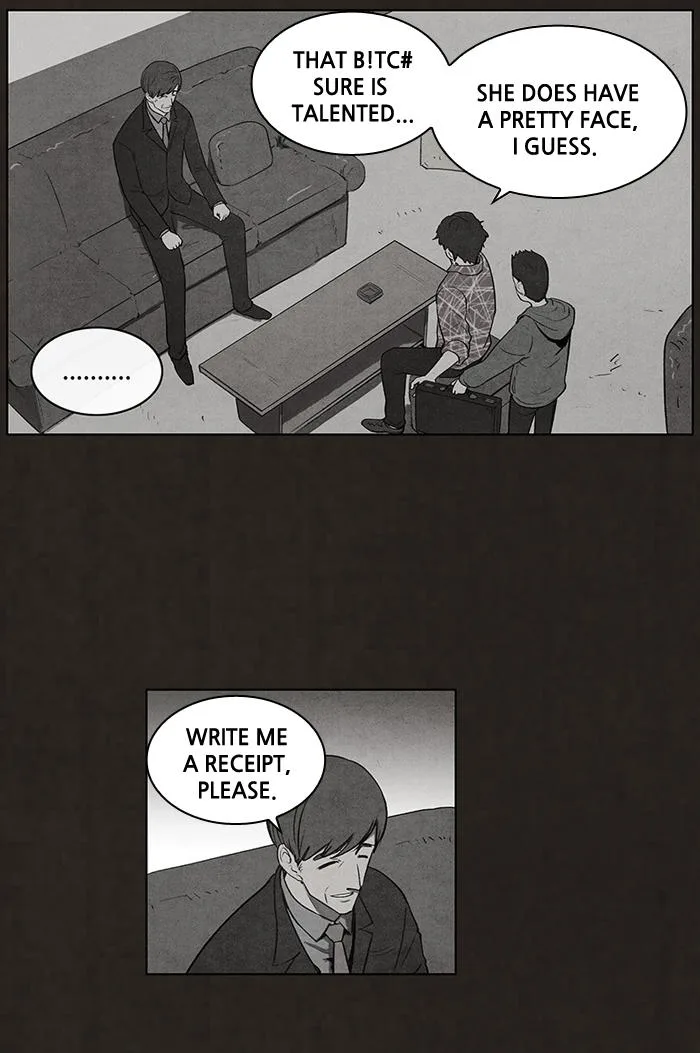 THAT B!TC#
SURE IS
TALENTED...
SHE DOES HAVE
A PRETTY FACE,
I GUESS.
..........
WRITE ME
A RECEIPT,
PLEASE.